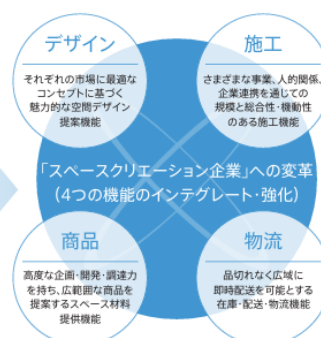 デザイン
それぞれの市場に最適な
コンセプトに基づく
魅力的な空間デザイン
提案機能
施工
さまざまな事業、人的関係、
企業連携を通しての
規模と総合性・機動性
のある施工機能
「スペースクリエーション企業」への変革
(4つの機能のインテグレート・強化)
商品
高度な企画・開発・調達力
を持ち、広範囲な商品を
提案するスペース材料
提供機能
物流
品切れなく広域に
即時配送を可能とする
在庫・配送・物流機能